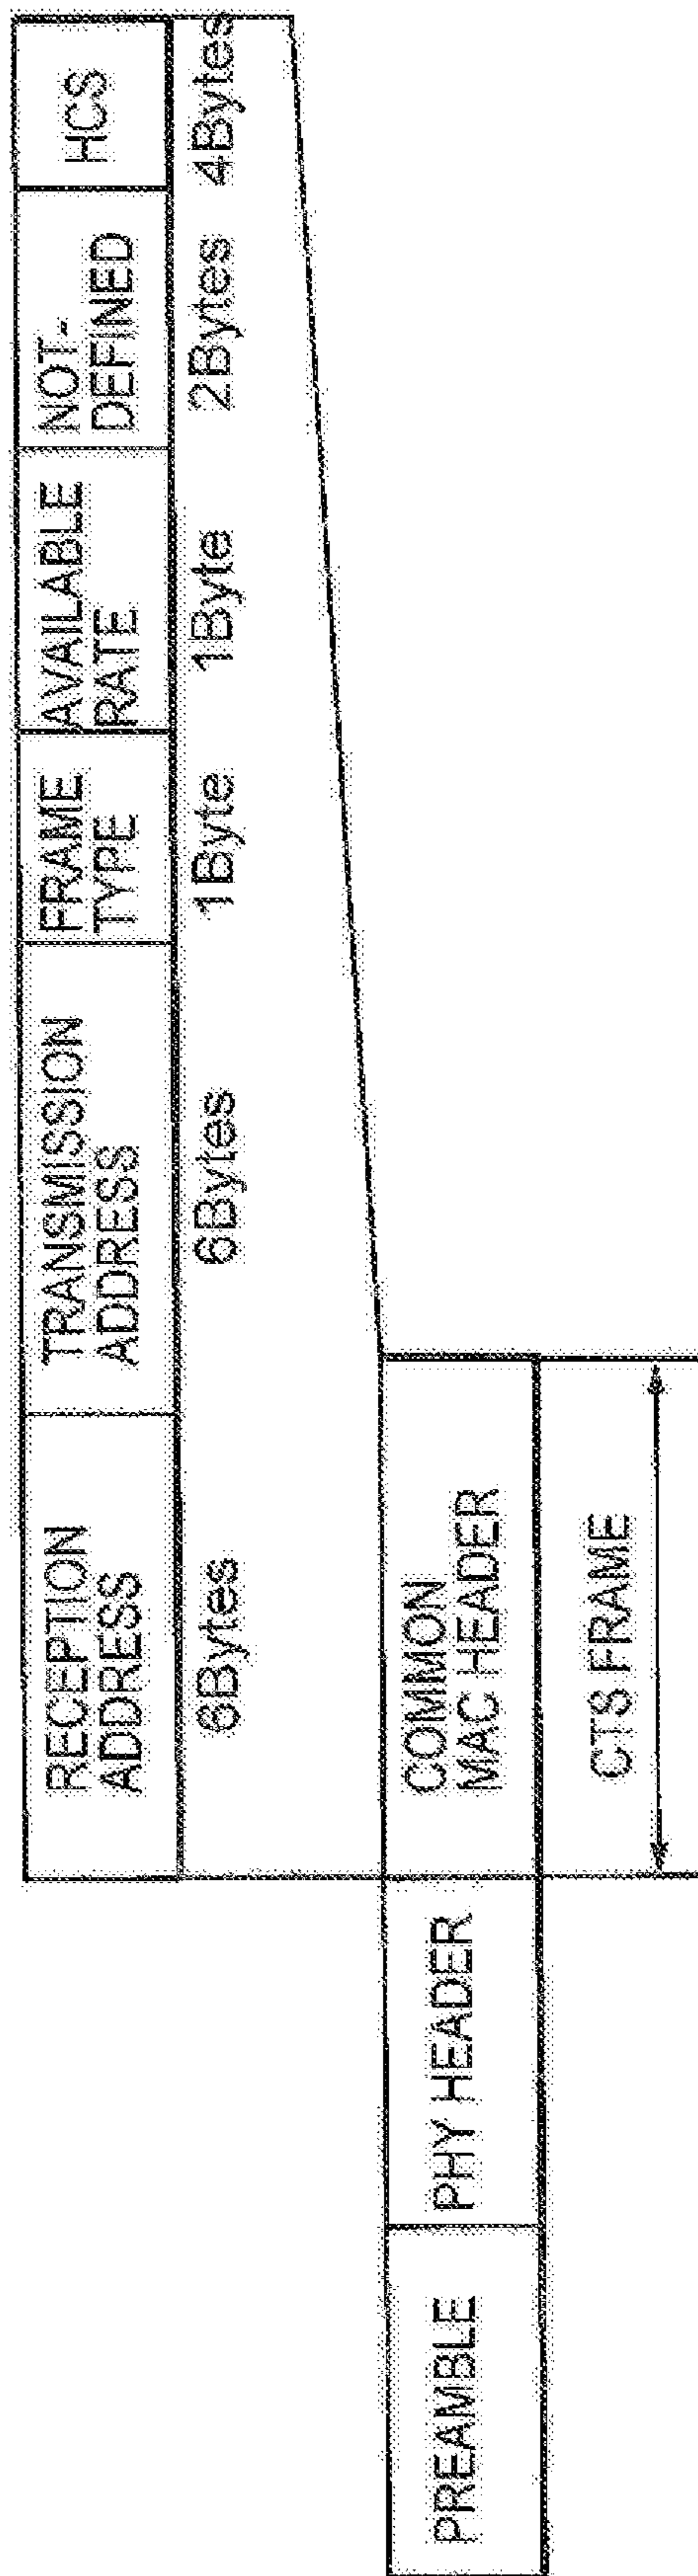 RECEPTION
ADDRESS
TRANSMISSION
ADDRESS
FRAME
TYPE
AVAILABLE
RATE
NOT-
DEFINED
HCS
6Bytes
6Bytes
1Byte
1Byte
2Bytes
4Bytes
PREAMBLE
PHY HEADER
COMMON
MAC HEADER
CTS FRAME